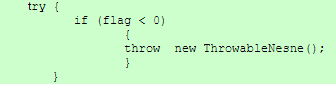 try {
if (flag < 0)
{
throw new ThrowableNesne();
}
}